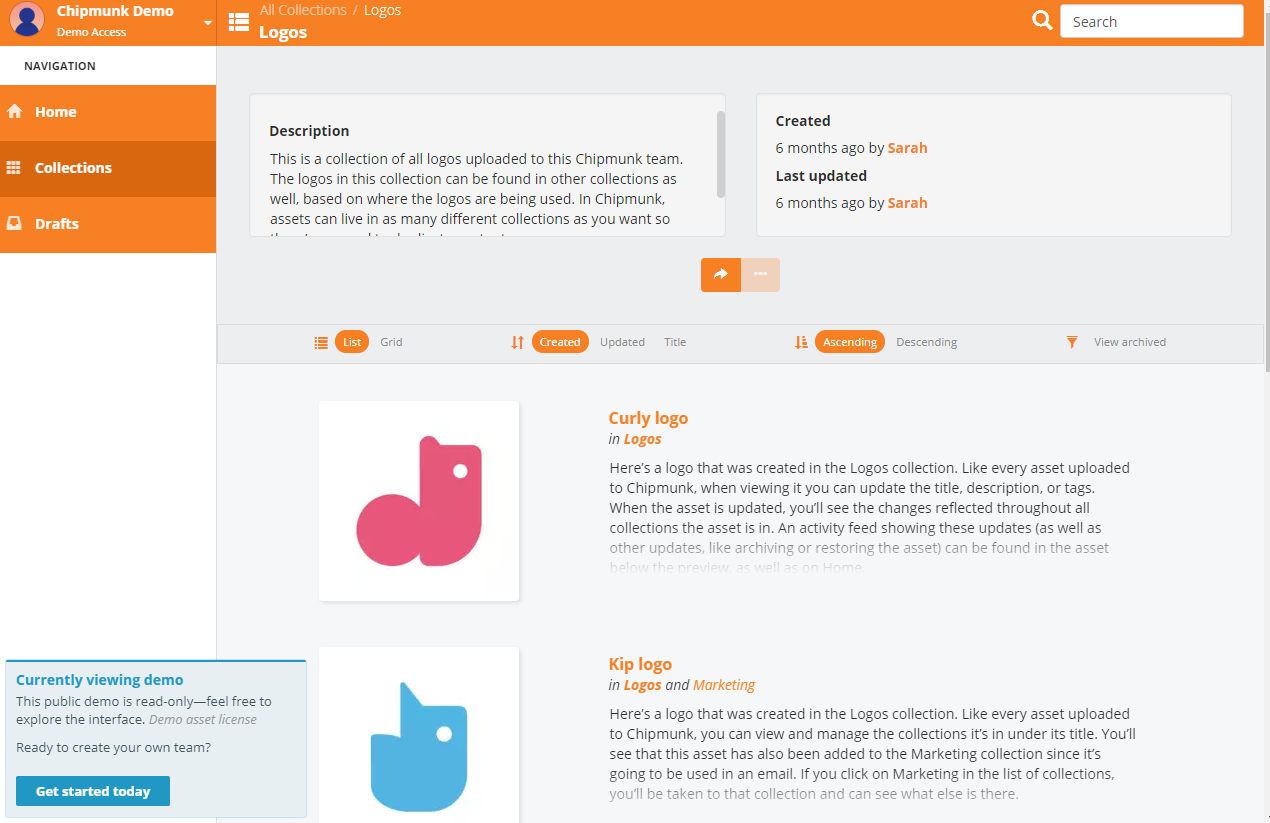 Chipmunk Demo
Demo Access
All Collections / Logos
Logos
Search
NAVIGATION
Home
Collections
Drafts
Description
This is a collection of all logos uploaded to this Chipmunk team.
The logos in this collection can be found in other collections as
well, based on where the logos are being used. In Chipmunk,
assets can live in as many different collections as you want so
Created
6 months ago by Sarah
Last updated
6 months ago by Sarah
List Grid Created Updated Title Ascending Descending View archived
Curly logo
in Logos
Here’s a logo that was created in the Logos collection. Like every asset uploaded
to Chipmunk, when viewing it you can update the title, description, or tags.
When the asset is updated, you’ll see the changes reflected throughout all
collections the asset is in. An activity feed showing these updates (as well as
other updates, like archiving or restoring the asset) can be found in the asset
below the preview, as well as on Home.
Kip logo
in Logos and Marketing
Here’s a logo that was created in the Logos collection. Like every asset uploaded
to Chipmunk, you can view and manage the collections it’s in under its title. You’ll
see that this asset has also been added to the Marketing collection since it’s
going to be used in an email. If you click on Marketing in the list of collections,
you’ll be taken to that collection and can see what else is there.
Currently viewing demo
This public demo is read-only—feel free to
explore the interface. Demo asset license
Ready to create your own team?
Get started today